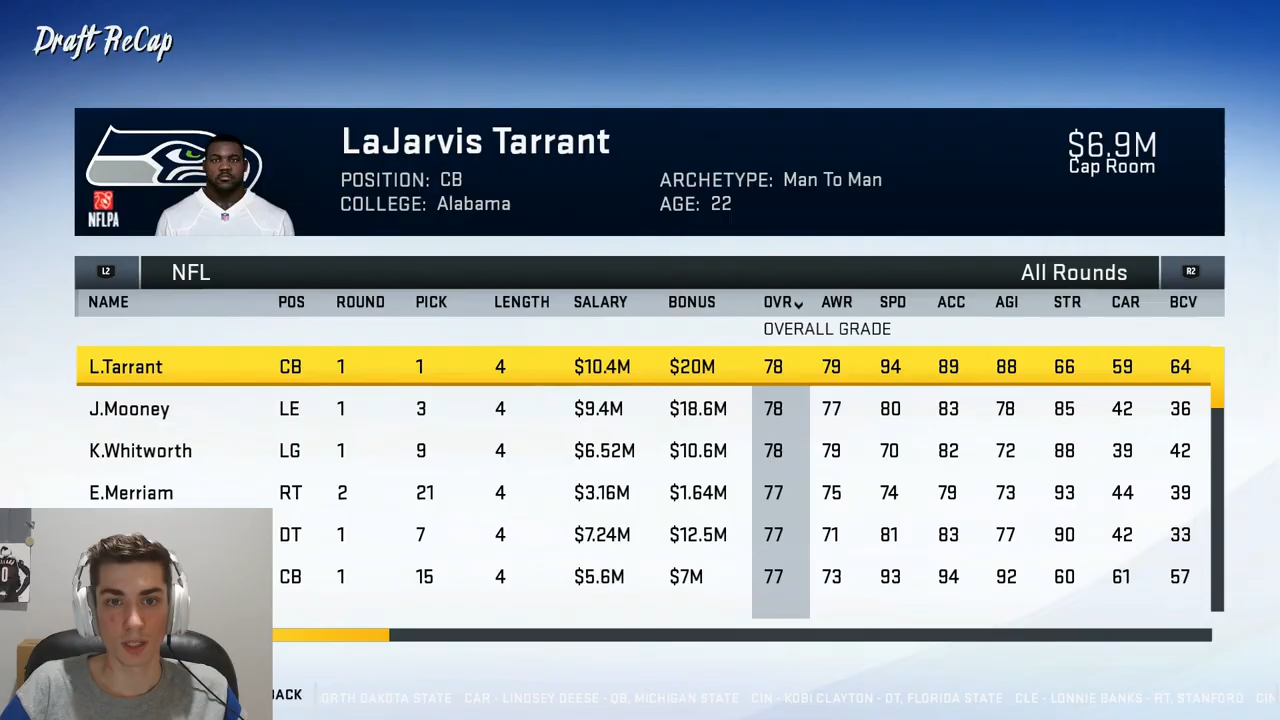 Draft ReCap
LaJarvis Tarrant
$6.9M
Cap Room
POSITION: CB
ARCHETYPE: Man To Man
COLLEGE: Alabama
AGE: 22
NFLPA
L2 NFL All Rounds R2
NAME POS ROUND PICK LENGTH SALARY BONUS OVR AWR SPD ACC AGI STR CAR BCV
OVERALL GRADE
L.Tarrant CB 1 1 4 $10.4M $20M 78 79 94 89 88 66 59 64
J.Mooney LE 1 3 4 $9.4M $18.6M 78 77 80 83 78 85 42 36
K.Whitworth LG 1 9 4 $6.52M $10.6M 78 79 70 82 72 88 39 42
E.Merriam RT 2 21 4 $3.16M $1.64M 77 75 74 79 73 93 44 39
DT 1 7 4 $7.24M $12.5M 77 71 81 83 77 90 42 33
CB 1 15 4 $5.6M $7M 77 73 93 94 92 60 61 57
ACK ORTH DAKOTA STATE CAR - LINDSEY DEESE - QB, MICHIGAN STATE CIN - KOBI CLAYTON - DT, FLORIDA STATE CLE - LONNIE BANKS - RT, STANFORD CIN